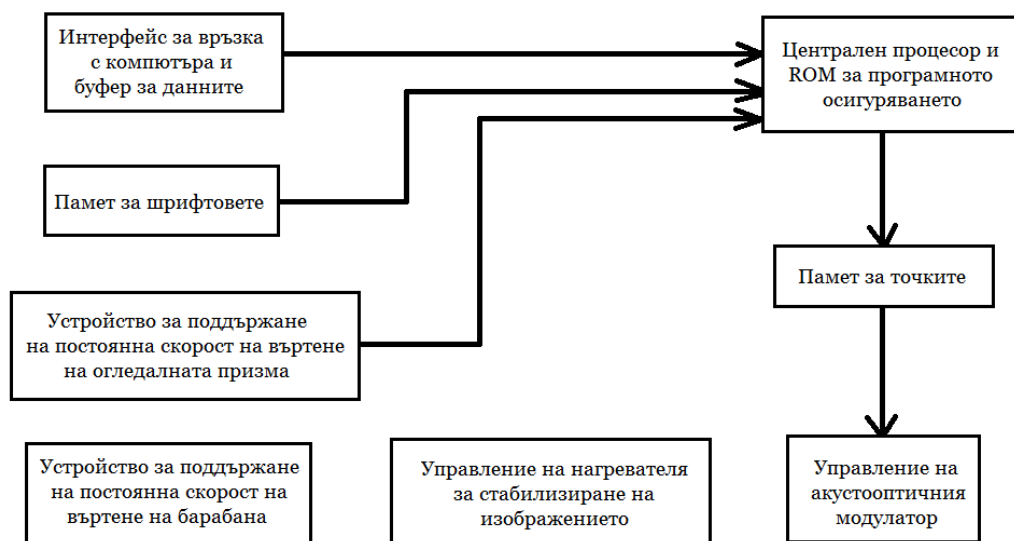 Интерфейс за връзка
с компютъра и
буфер за данните
Централен процесор и
ROM за програмното
осигуряването
Памет за шрифтовете
Памет за точките
Устройство за поддържане
на постоянна скорост на въртене
на огледалната призма
Устройство за поддържане
на постоянна скорост на
въртене на барабана
Управление на нагревателя
за стабилизиране на
изображението
Управление на
акустооптичния
модулатор